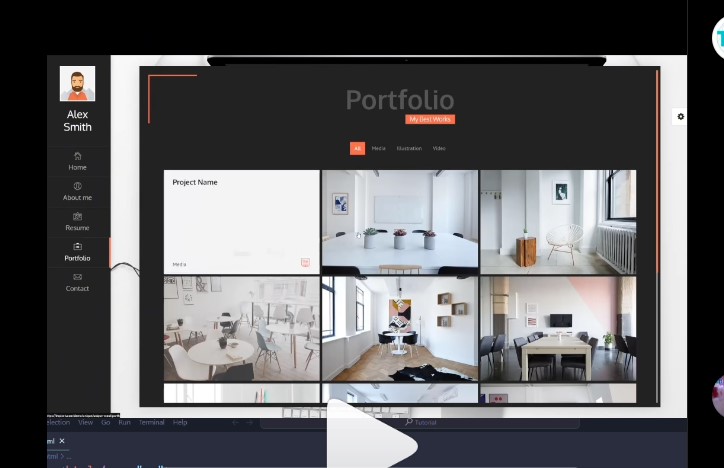 Alex
Smith
Home
About me
Resume
Portfolio
Contact
Portfolio
My Best Works
All Media Illustration Video
Project Name
Media
election View Go Run Terminal Help
Tutorial